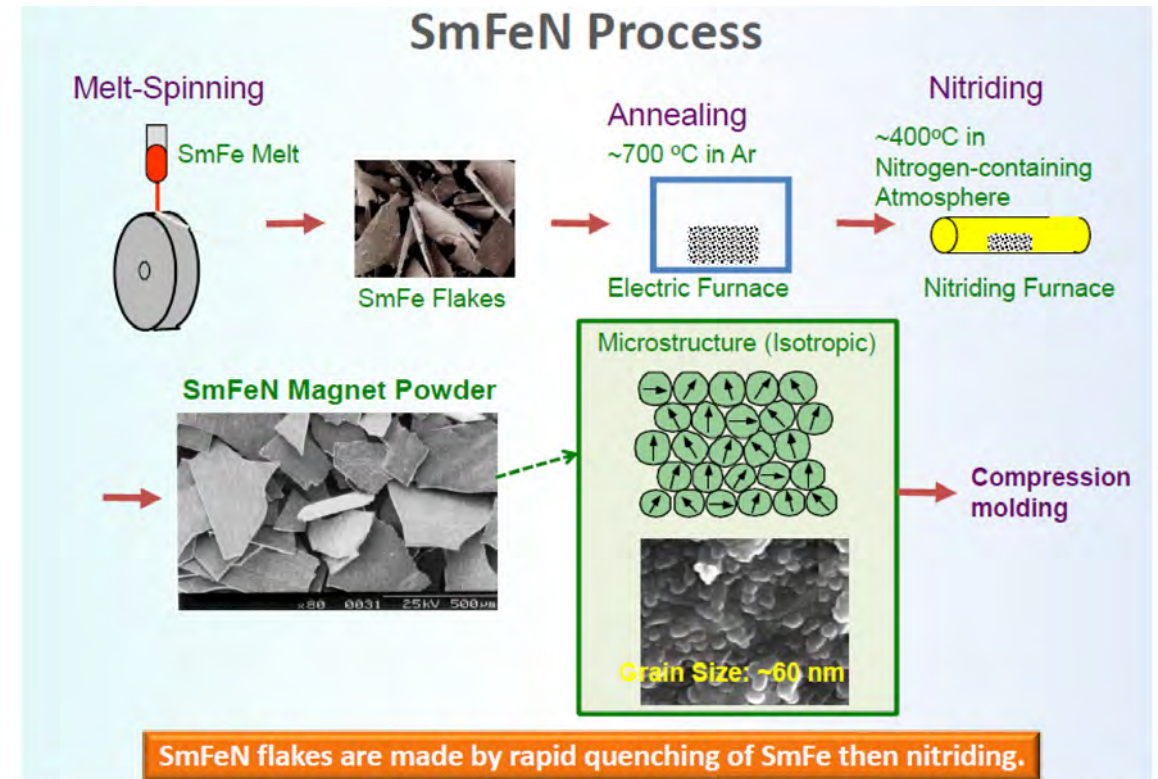 SmFeN Process
Melt-Spinning
SmFe Melt
SmFe Flakes
Annealing
~700 ºC in Ar
Electric Furnace
Nitriding
~400ºC in
Nitrogen-containing
Atmosphere
Nitriding Furnace
SmFeN Magnet Powder
x80 0031 25kV 500µm
Microstructure (Isotropic)
Grain Size: ~60 nm
Compression
molding
SmFeN flakes are made by rapid quenching of SmFe then nitriding.